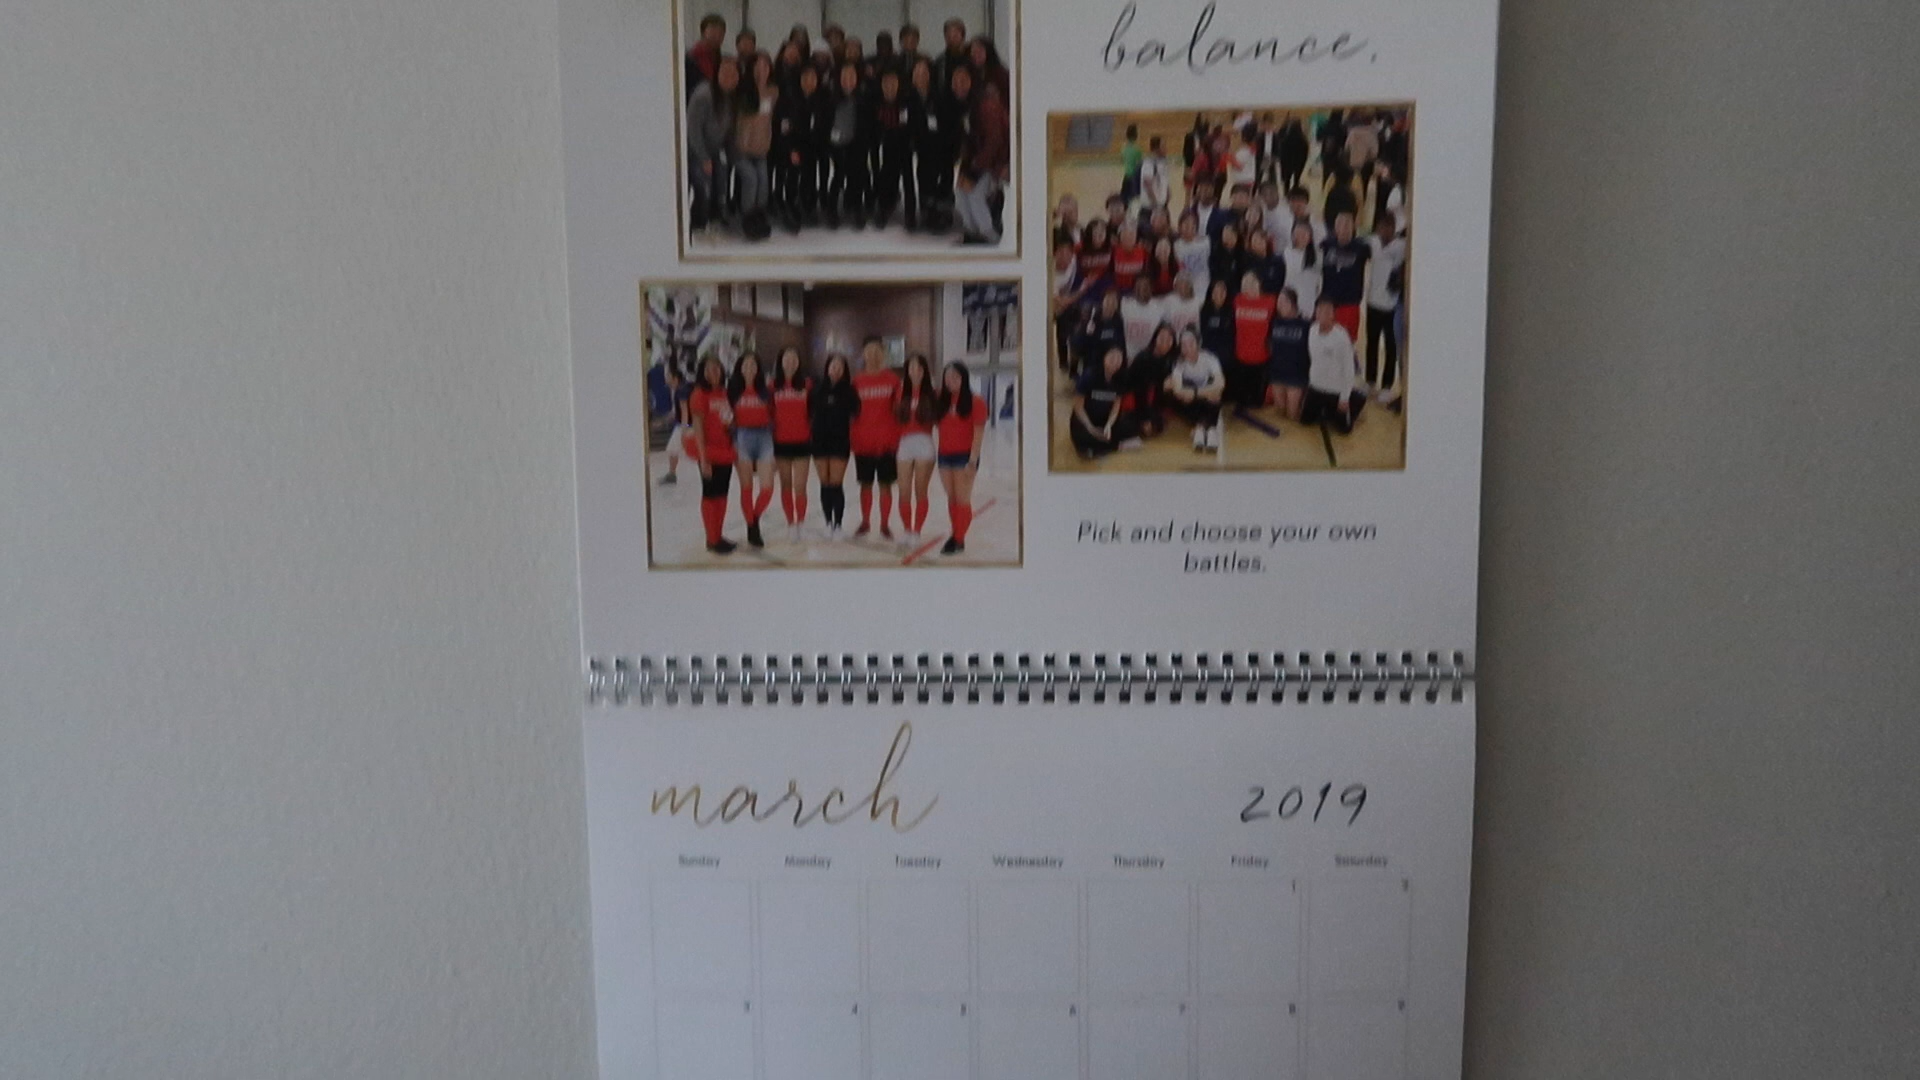 balance.
Pick and choose your own
battles.
march
2019
Sunday Monday Tuesday Wednesday Thursday Friday Saturday
1 2
3 4 5 6 7 8 9